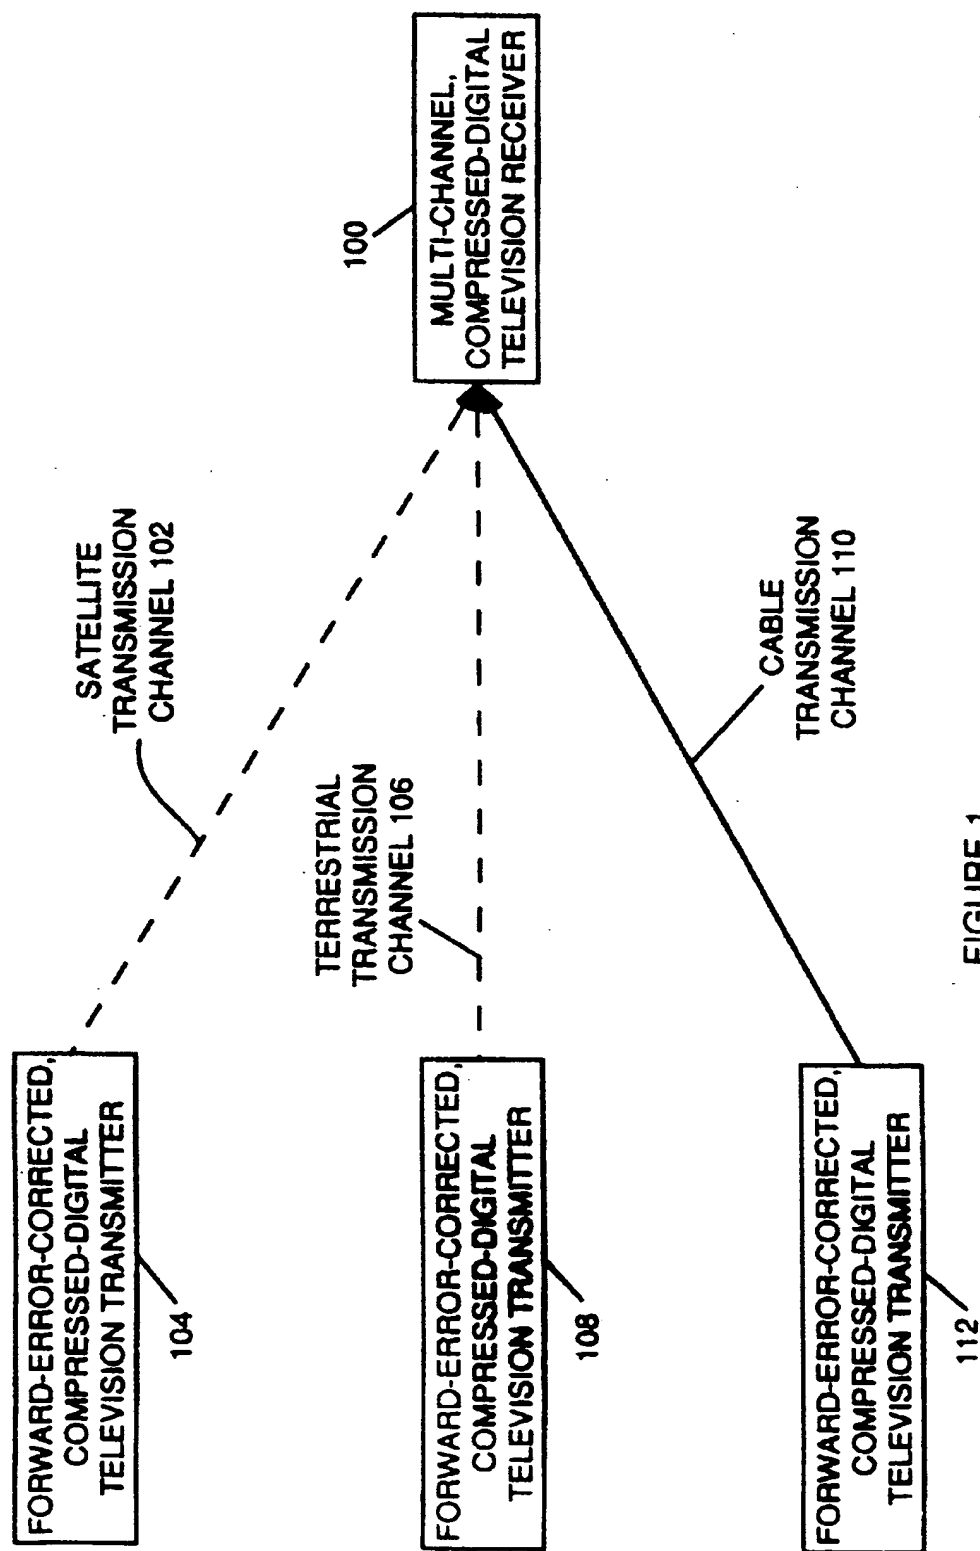 FORWARD-ERROR-CORRECTED,
COMPRESSED-DIGITAL
TELEVISION TRANSMITTER
104
SATELLITE
TRANSMISSION
CHANNEL 102
FORWARD-ERROR-CORRECTED,
COMPRESSED-DIGITAL
TELEVISION TRANSMITTER
108
TERRESTRIAL
TRANSMISSION
CHANNEL 106
100
MULTI-CHANNEL,
COMPRESSED-DIGITAL
TELEVISION RECEIVER
FORWARD-ERROR-CORRECTED,
COMPRESSED-DIGITAL
TELEVISION TRANSMITTER
112
CABLE
TRANSMISSION
CHANNEL 110
FIGURE 1